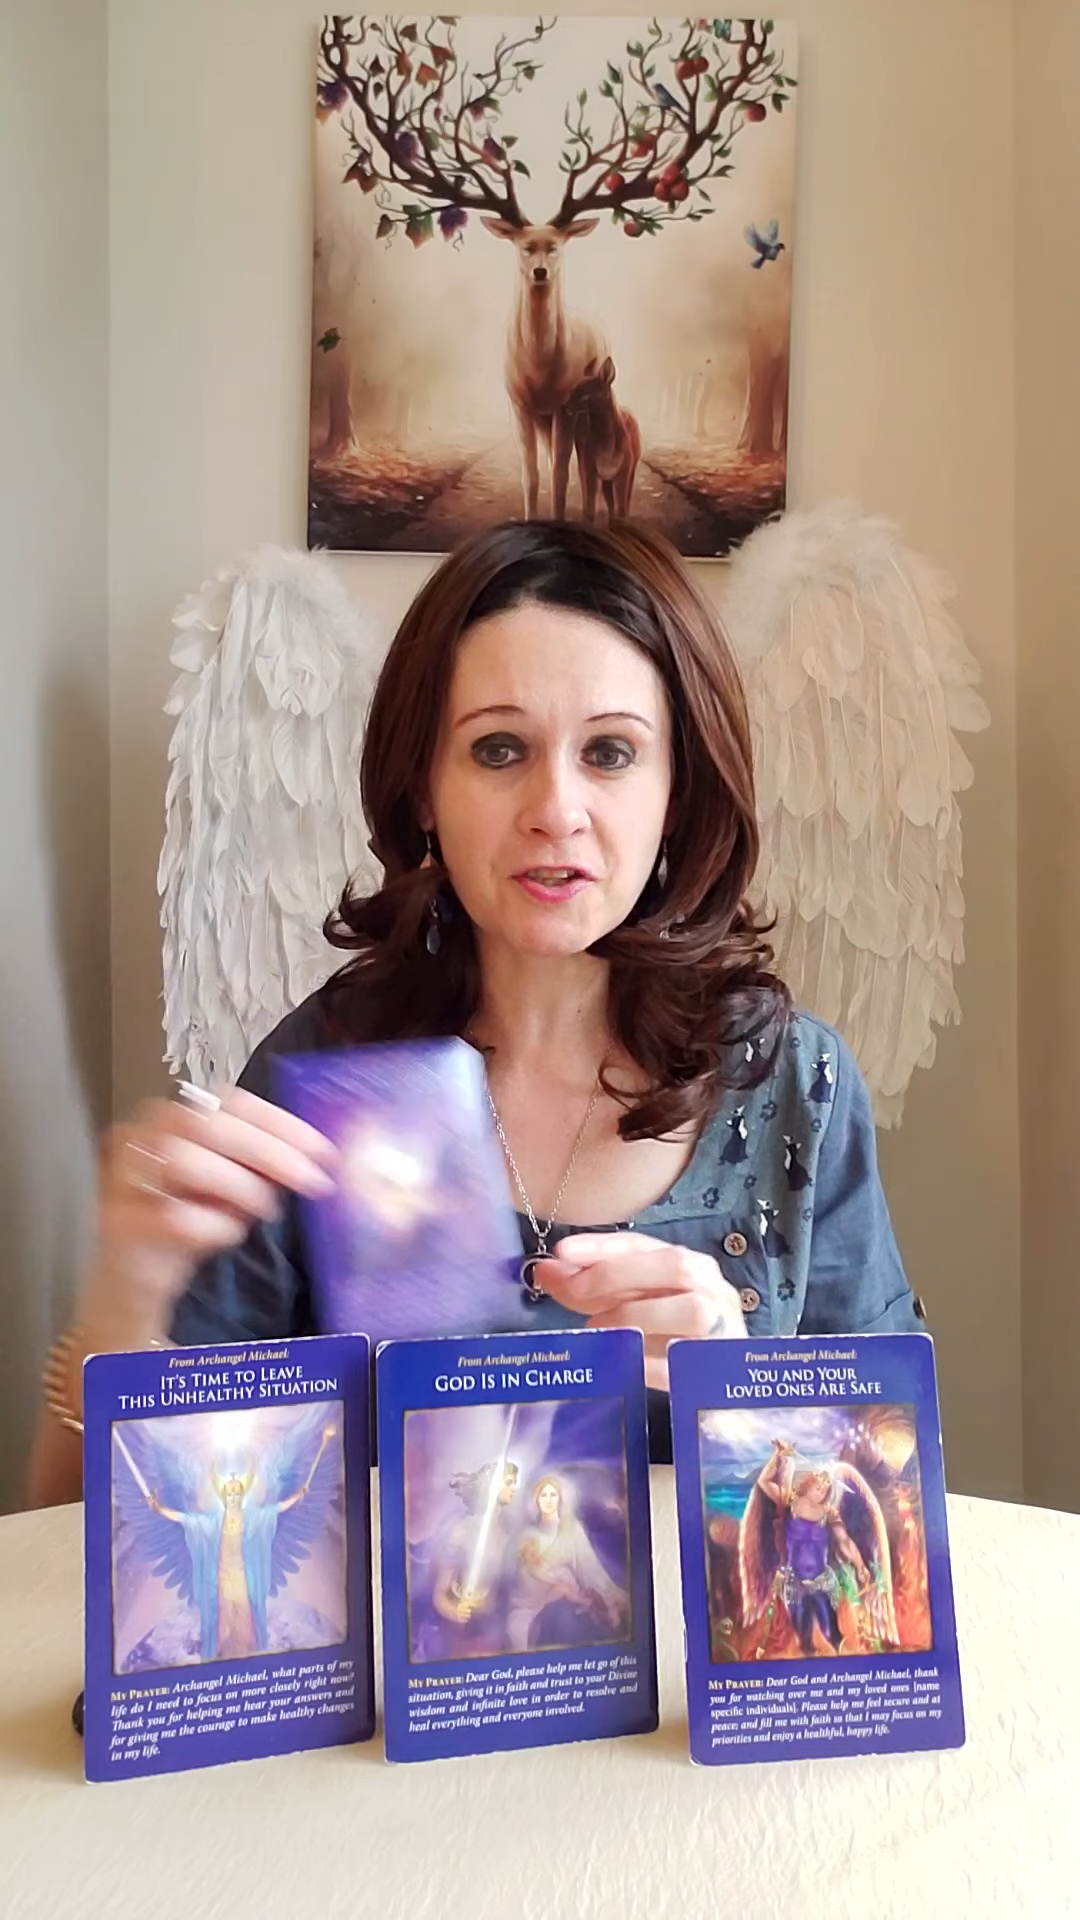 From Archangel Michael:
IT'S TIME TO LEAVE
THIS UNHEALTHY SITUATION
MY PRAYER: Archangel Michael, what parts of my
life do I need to focus on more closely right now?
Thank you for helping me hear your answers and
for giving me the courage to make healthy changes
in my life.
From Archangel Michael:
GOD IS IN CHARGE
MY PRAYER: Dear God, please help me let go of this
situation, giving it in faith and trust to your Divine
wisdom and infinite love in order to resolve and
heal everything and everyone involved.
From Archangel Michael:
YOU AND YOUR
LOVED ONES ARE SAFE
MY PRAYER: Dear God and Archangel Michael, thank
you for watching over me and my loved ones [name
specific individuals]. Please help me feel secure and at
peace; and fill me with faith so that I may focus on my
priorities and enjoy a healthful, happy life.